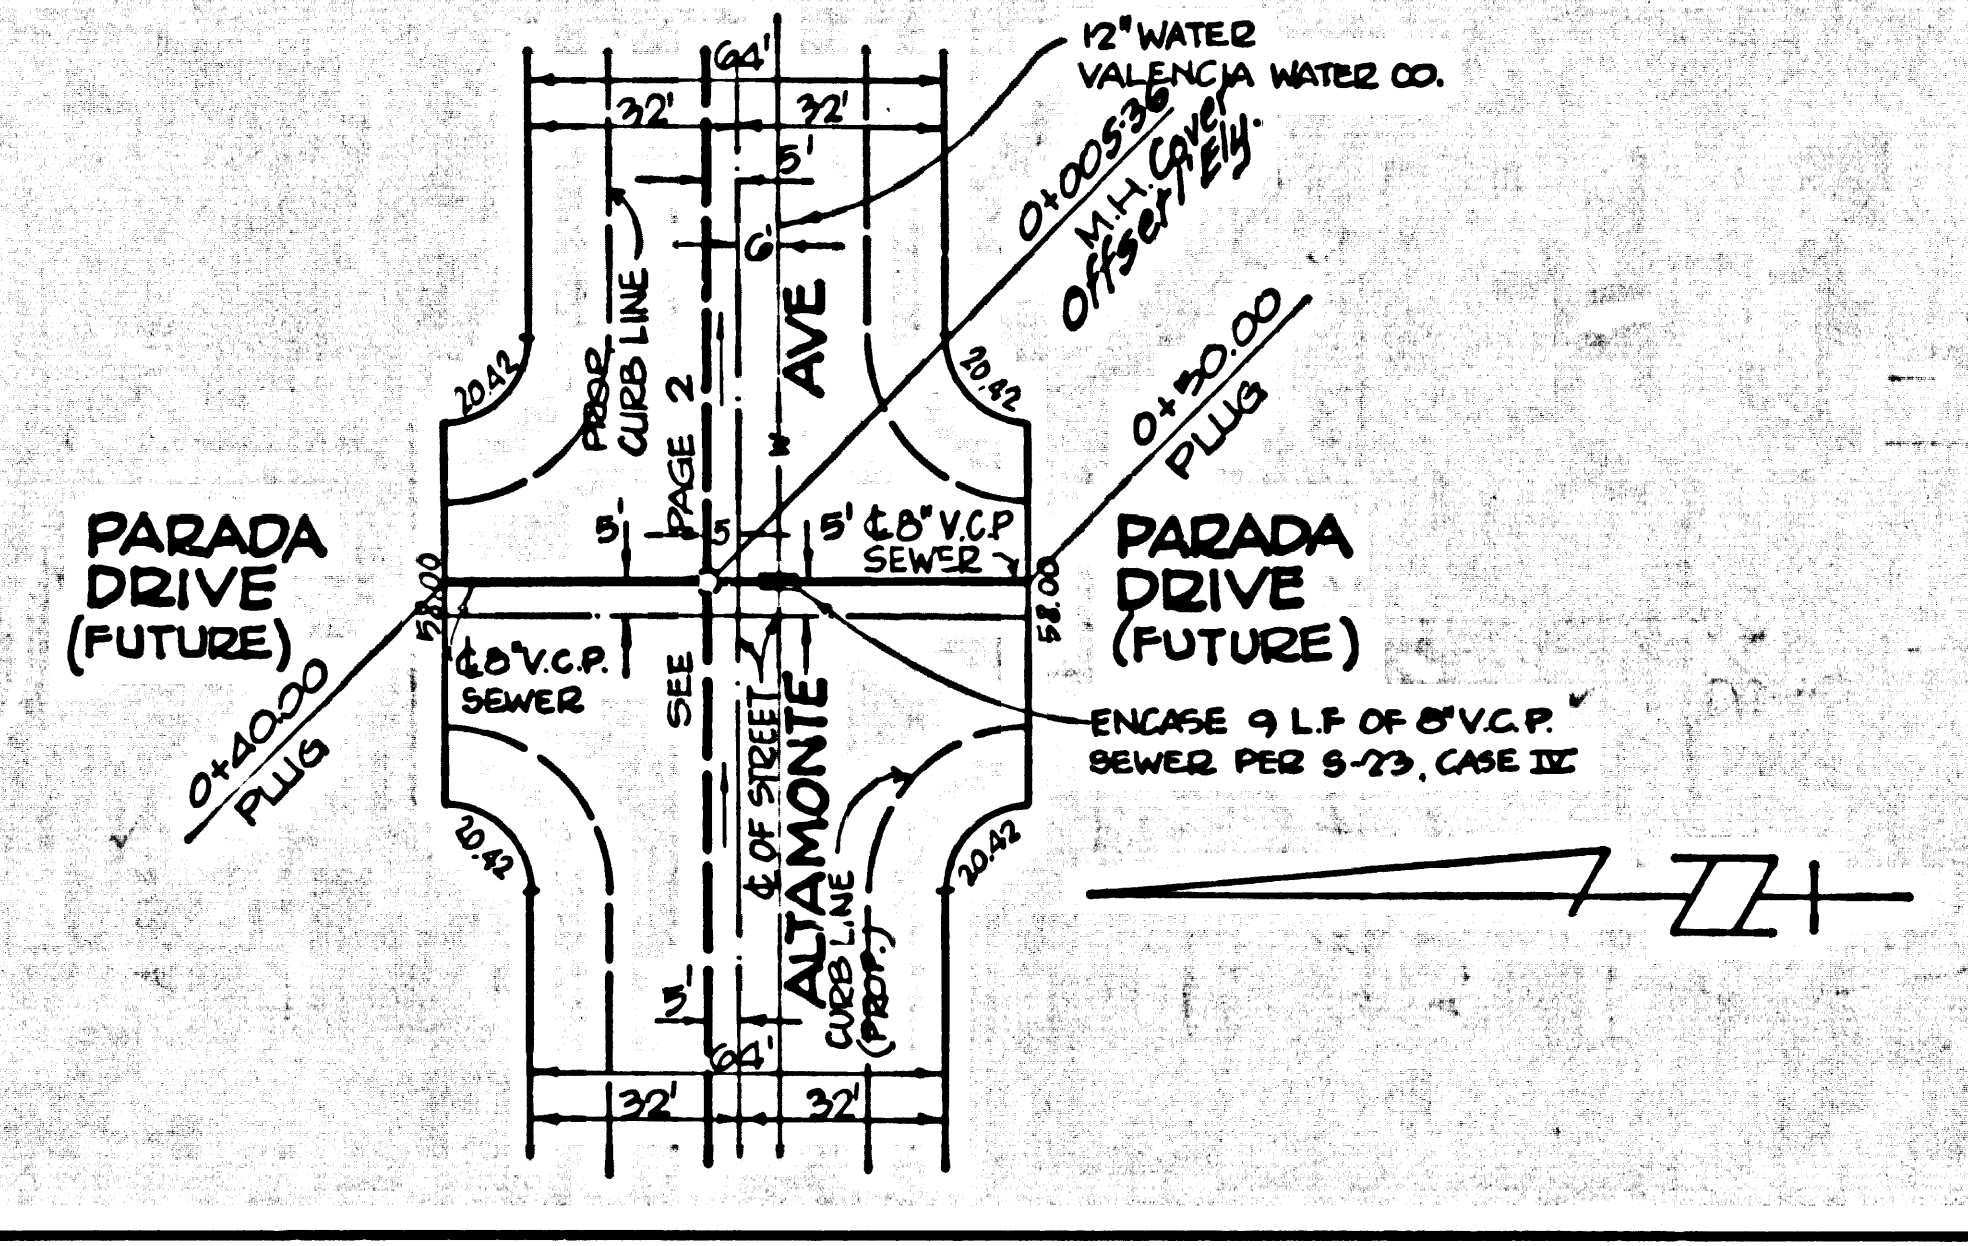 64'
32'
32'
12" WATER
VALENCIA WATER CO.
5'
6'
0+005.36
M.H. Cover
Offset 1' Ely.
20.42
20.42
CURB LINE
SEE PAGE 2
AVE
W
0+50.00
PLUG
PARADA
DRIVE
(FUTURE)
58.00
5'
5
5'
℄ 8" V.C.P
SEWER
58.00
PARADA
DRIVE
(FUTURE)
0+40.00
PLUG
℄ 8" V.C.P.
SEWER
℄ OF STREET
ALTAMONTE
ENCASE 9 L.F OF 8" V.C.P.
SEWER PER S-23, CASE IV
20.42
20.42
CURB LINE
(PROP.)
N
5'
64'
32'
32'